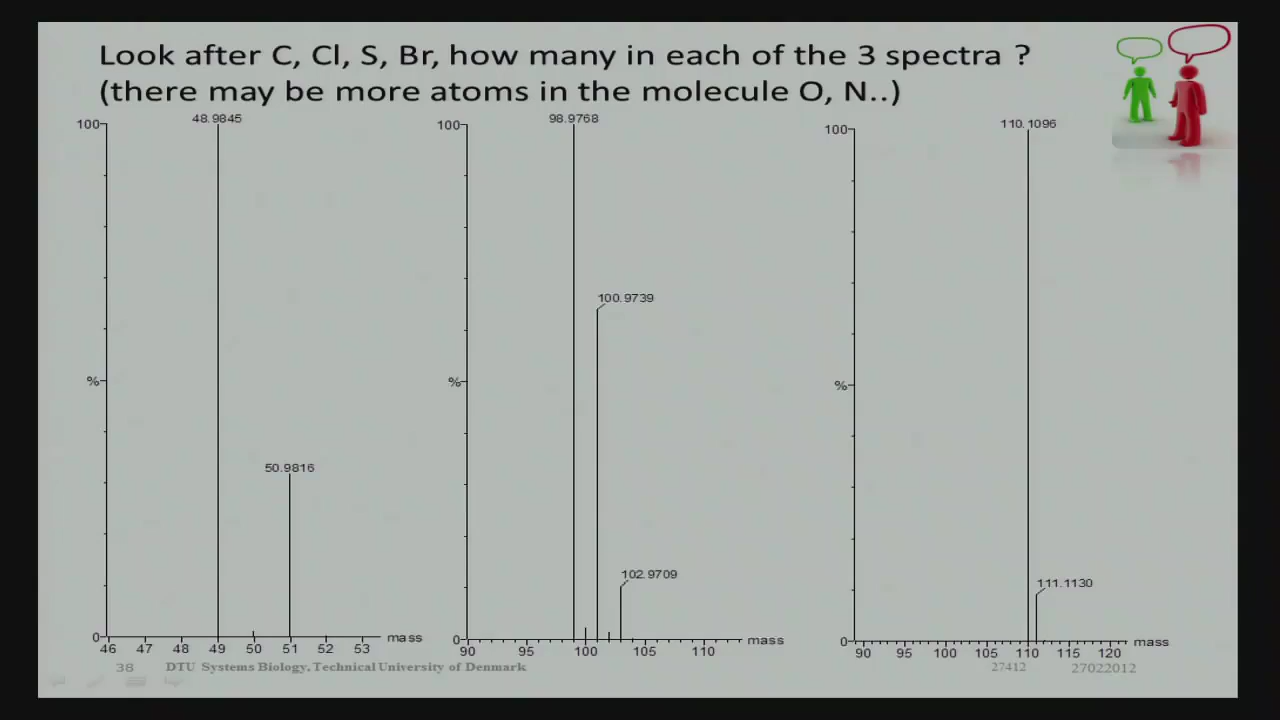 Look after C, Cl, S, Br, how many in each of the 3 spectra ?
(there may be more atoms in the molecule O, N..)
100
48.9845
50.9816
%
0
46 47 48 49 50 51 52 53
mass
100
98.9768
100.9739
102.9709
%
0
90 95 100 105 110
mass
100
110.1096
111.1130
%
0
90 95 100 105 110 115 120
mass
38 DTU Systems Biology, Technical University of Denmark 27412 27022012